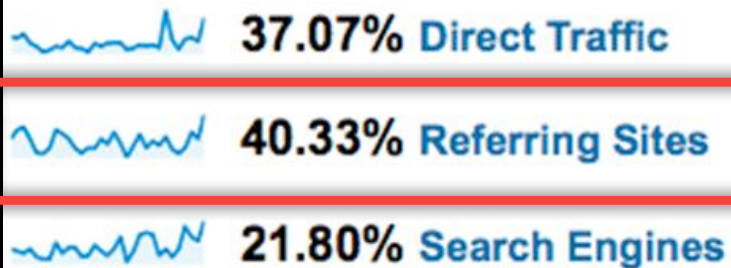 37.07% Direct Traffic
40.33% Referring Sites
21.80% Search Engines